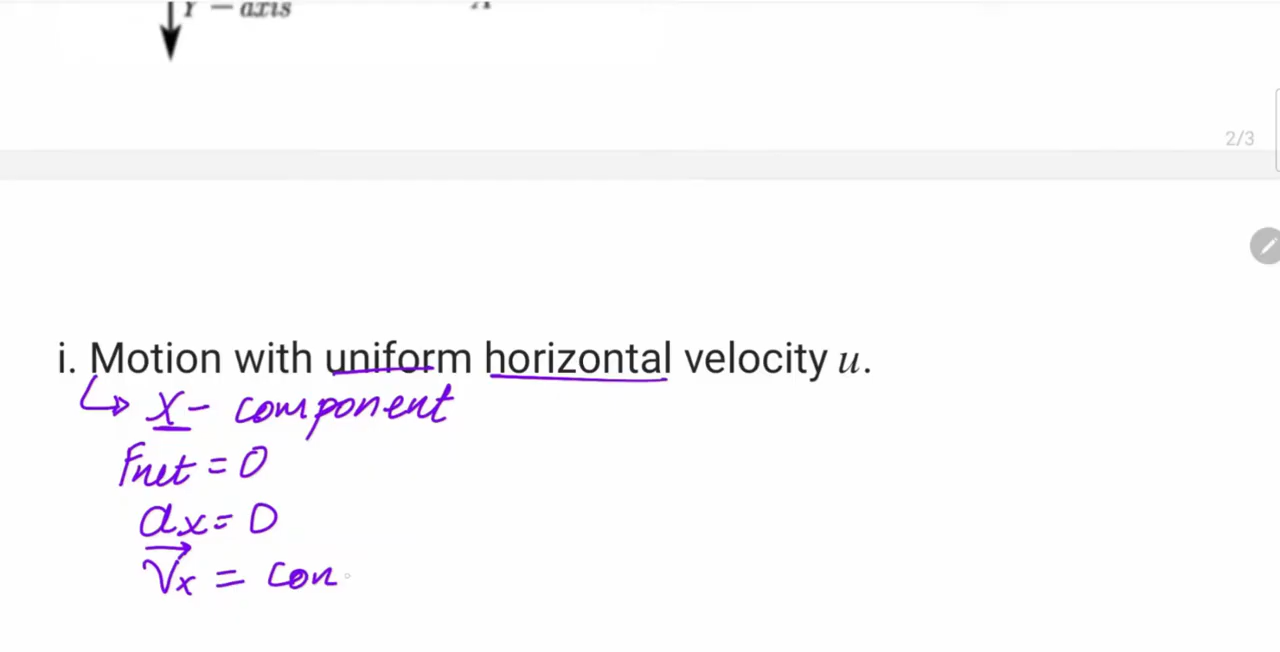 Y - axis
2/3
i. Motion with uniform horizontal velocity u.
x- component
Fnet = 0
ax = 0
Vx = con